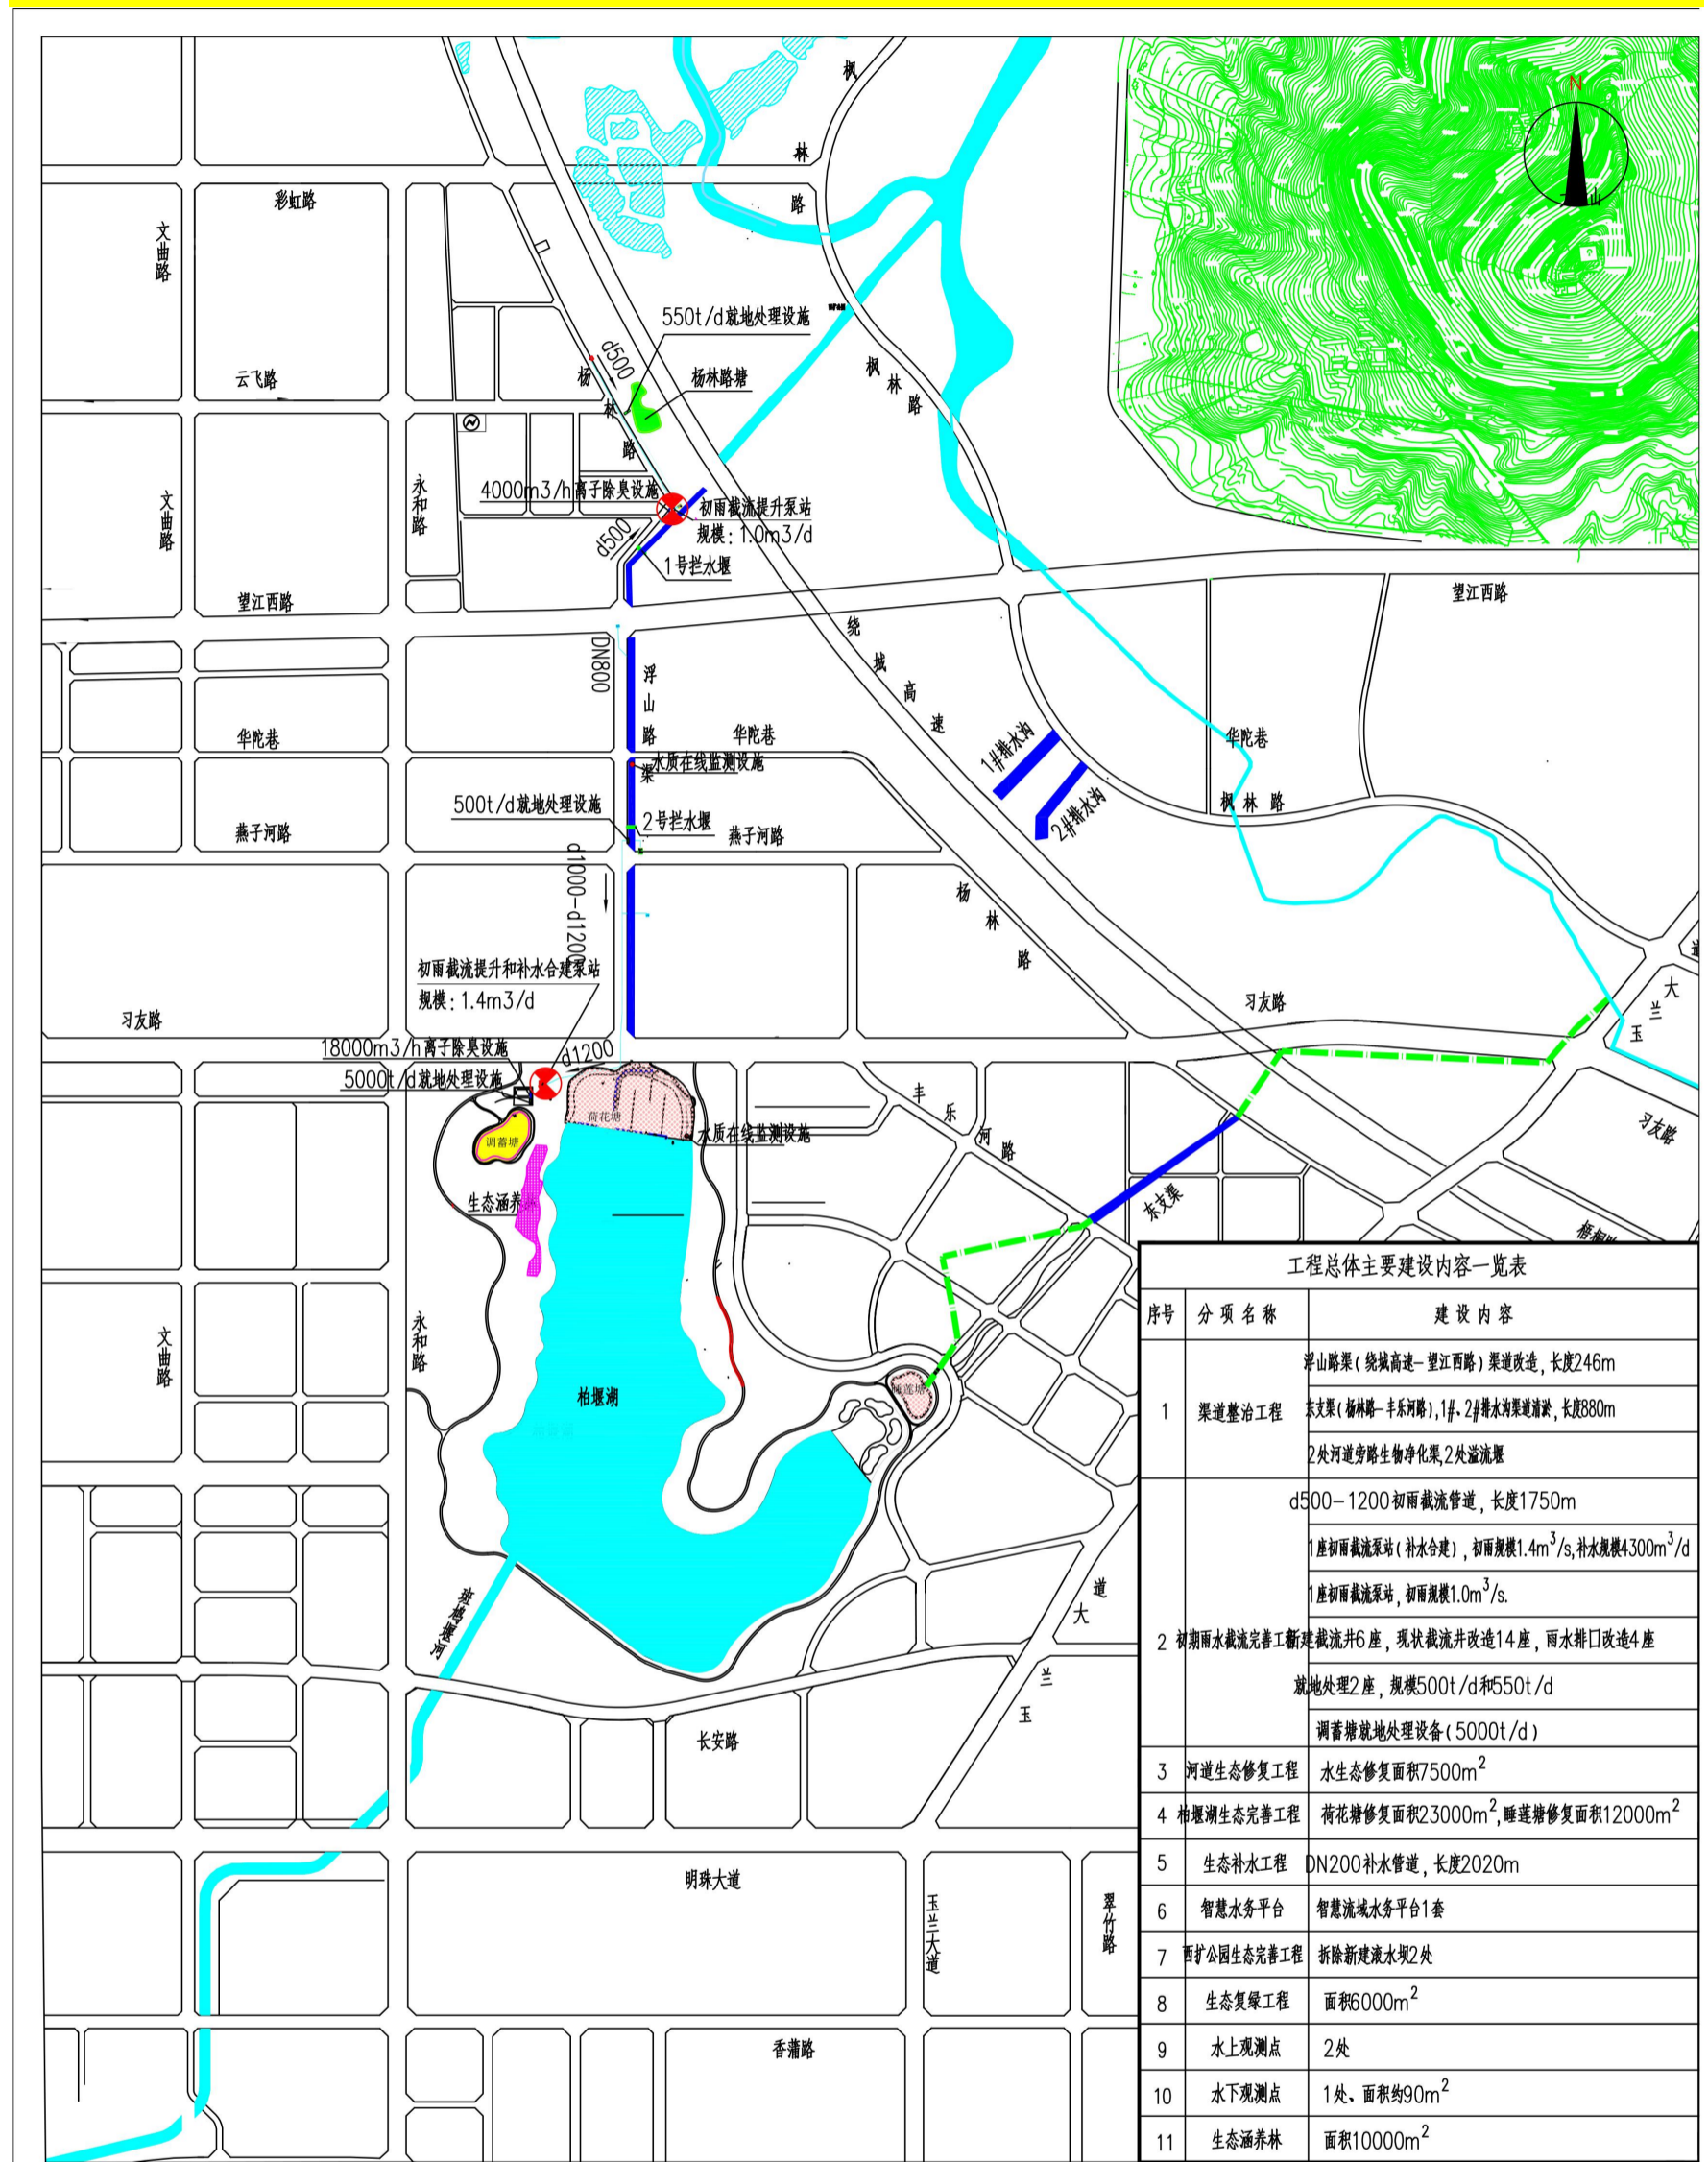 N
山
枫
林
路
彩虹路
文曲路
550t/d就地处理设施
d500
杨林路塘
云飞路
杨
林
路
枫
林
路
文曲路
永和路
4000m3/h离子除臭设施
初雨截流提升泵站
规模：1.0m3/d
d500
1号拦水堰
望江西路
望江西路
绕
城
高
速
DN800
浮
山
路
渠
华陀巷
华陀巷
华陀巷
水质在线监测设施
1#排水沟
2#排水沟
枫林路
500t/d就地处理设施
2号拦水堰
燕子河路
燕子河路
d1000-d1200
杨
林
路
初雨截流提升和补水合建泵站
规模：1.4m3/d
习友路
习友路
大
兰
玉
18000m3/h离子除臭设施
d1200
5000t/d就地处理设施
荷花塘
丰
乐
河
路
水质在线监测设施
调蓄塘
习友路
生态涵养
东支渠
文曲路
永和路
柏堰湖
斑鸠堰河
道
大
兰
玉
长安路
明珠大道
玉兰大道
翠竹路
香蒲路
工程总体主要建设内容一览表
序号 分项名称 建设内容
1 渠道整治工程
浮山路渠(绕城高速-望江西路)渠道改造,长度246m
东支渠(杨林路-丰乐河路),1#、2#排水沟渠道清淤,长度880m
2处河道旁路生物净化渠,2处溢流堰
2 初期雨水截流完善工程
d500-1200初雨截流管道,长度1750m
1座初雨截流泵站(补水合建),初雨规模1.4m³/s,补水规模4300m³/d
1座初雨截流泵站,初雨规模1.0m³/s.
新建截流井6座,现状截流井改造14座,雨水排口改造4座
就地处理2座,规模500t/d和550t/d
调蓄塘就地处理设备(5000t/d)
3 河道生态修复工程 水生态修复面积7500m²
4 柏堰湖生态完善工程 荷花塘修复面积23000m²,睡莲塘修复面积12000m²
5 生态补水工程 DN200补水管道,长度2020m
6 智慧水务平台 智慧流域水务平台1套
7 西扩公园生态完善工程 拆除新建滚水坝2处
8 生态复绿工程 面积6000m²
9 水上观测点 2处
10 水下观测点 1处、面积约90m²
11 生态涵养林 面积10000m²